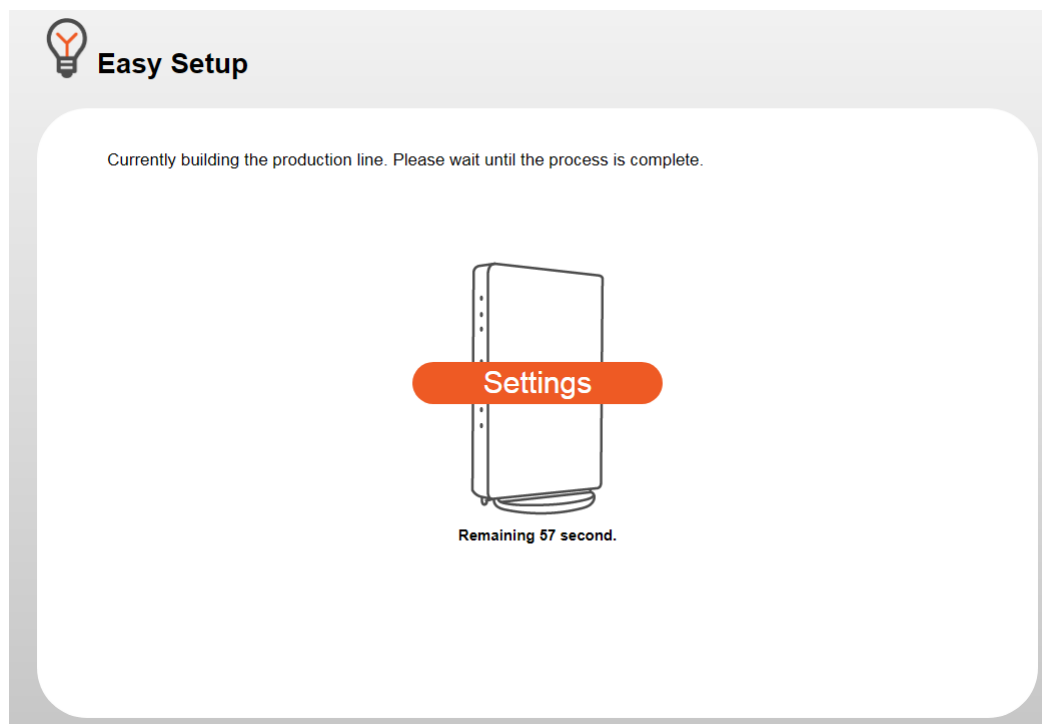 Easy Setup
Currently building the production line. Please wait until the process is complete.
Settings
Remaining 57 second.